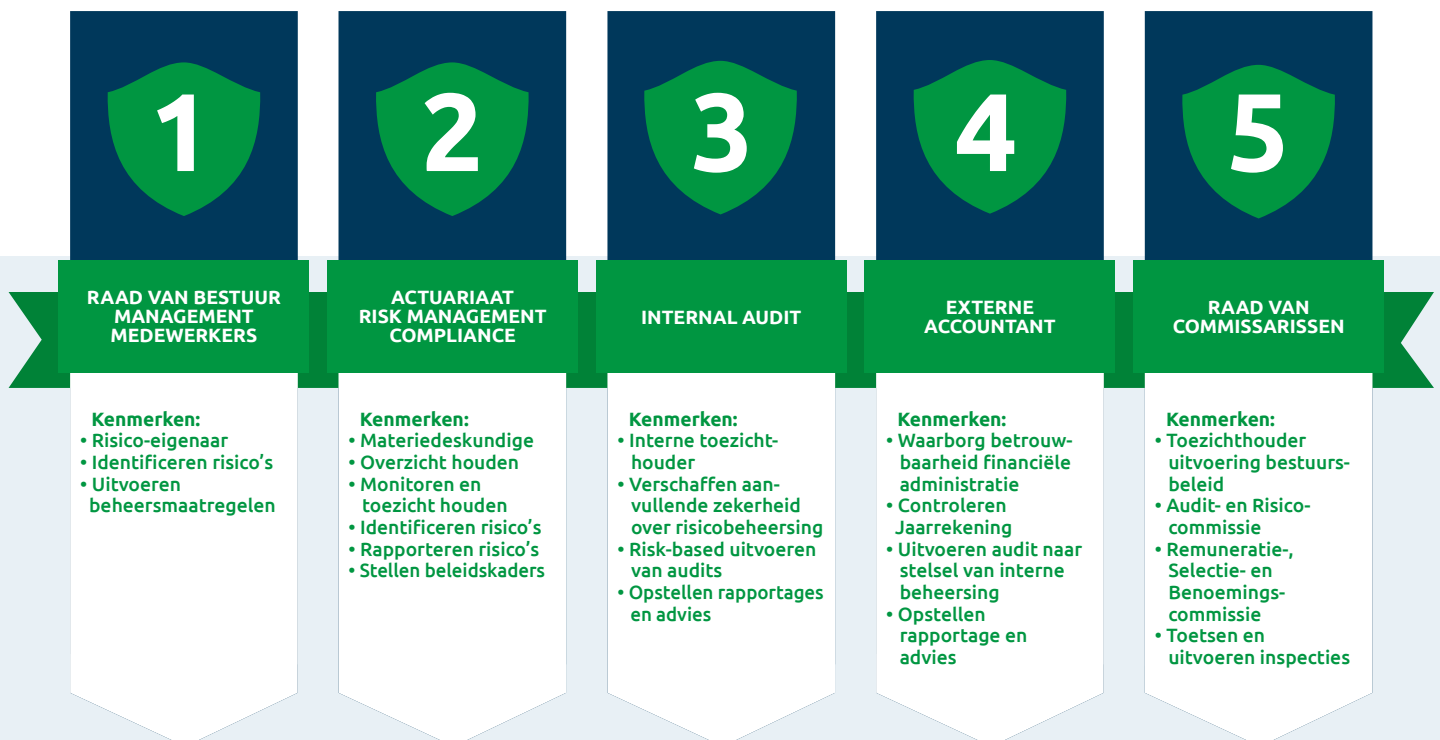 1
RAAD VAN BESTUUR
MANAGEMENT
MEDEWERKERS
Kenmerken:
• Risico-eigenaar
• Identificeren risico’s
• Uitvoeren
beheersmaatregelen
2
ACTUARIAAT
RISK MANAGEMENT
COMPLIANCE
Kenmerken:
• Materiedeskundige
• Overzicht houden
• Monitoren en
toezicht houden
• Identificeren risico’s
• Rapporteren risico’s
• Stellen beleidskaders
3
INTERNAL AUDIT
Kenmerken:
• Interne toezicht-
houder
• Verschaffen aan-
vullende zekerheid
over risicobeheersing
• Risk-based uitvoeren
van audits
• Opstellen rapportages
en advies
4
EXTERNE
ACCOUNTANT
Kenmerken:
• Waarborg betrouw-
baarheid financiële
administratie
• Controleren
Jaarrekening
• Uitvoeren audit naar
stelsel van interne
beheersing
• Opstellen
rapportage en
advies
5
RAAD VAN
COMMISSARISSEN
Kenmerken:
• Toezichthouder
uitvoering bestuurs-
beleid
• Audit- en Risico-
commissie
• Remuneratie-,
Selectie- en
Benoemings-
commissie
• Toetsen en
uitvoeren inspecties